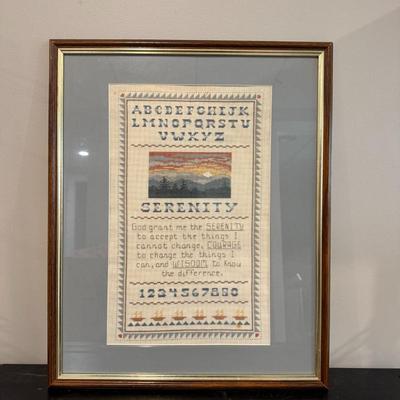 ABCDEFGHIJK
LMNOPQRSTU
VWXYZ
SERENITY
God grant me the SERENITY
to accept the things I
cannot change, COURAGE
to change the things I
can, and WISDOM to know
the difference.
1234567890